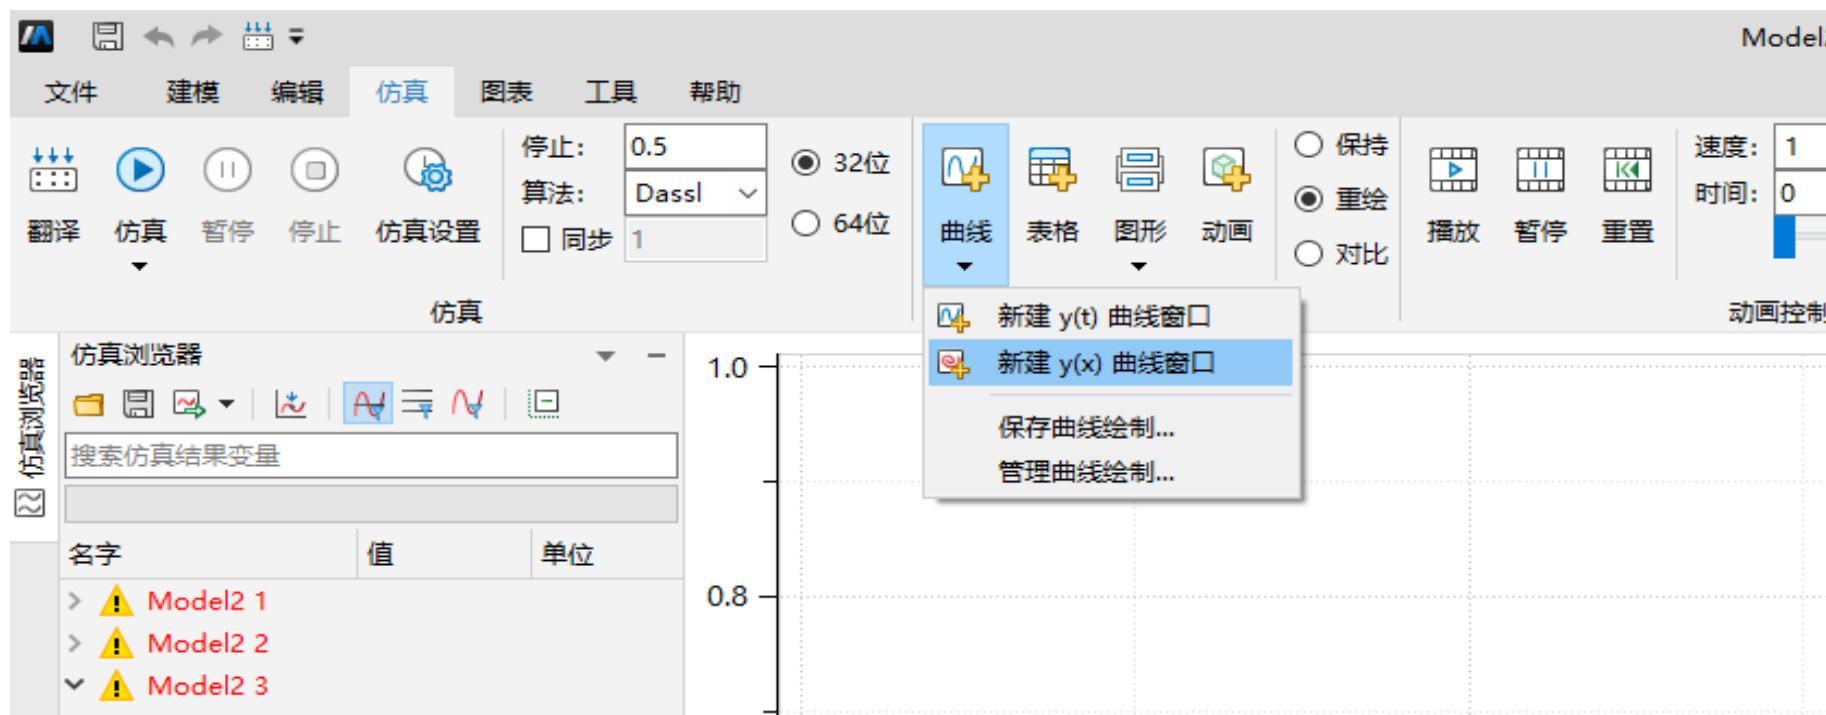 Model2
文件 建模 编辑 仿真 图表 工具 帮助
停止: 0.5
算法: Dassl
同步 1
32位
64位
保持
重绘
对比
速度: 1
时间: 0
翻译 仿真 暂停 停止 仿真设置
曲线 表格 图形 动画
播放 暂停 重置
仿真
动画控制
新建 y(t) 曲线窗口
新建 y(x) 曲线窗口
保存曲线绘制...
管理曲线绘制...
仿真浏览器
仿真浏览器
搜索仿真结果变量
名字 值 单位
Model2 1
Model2 2
Model2 3
1.0
0.8